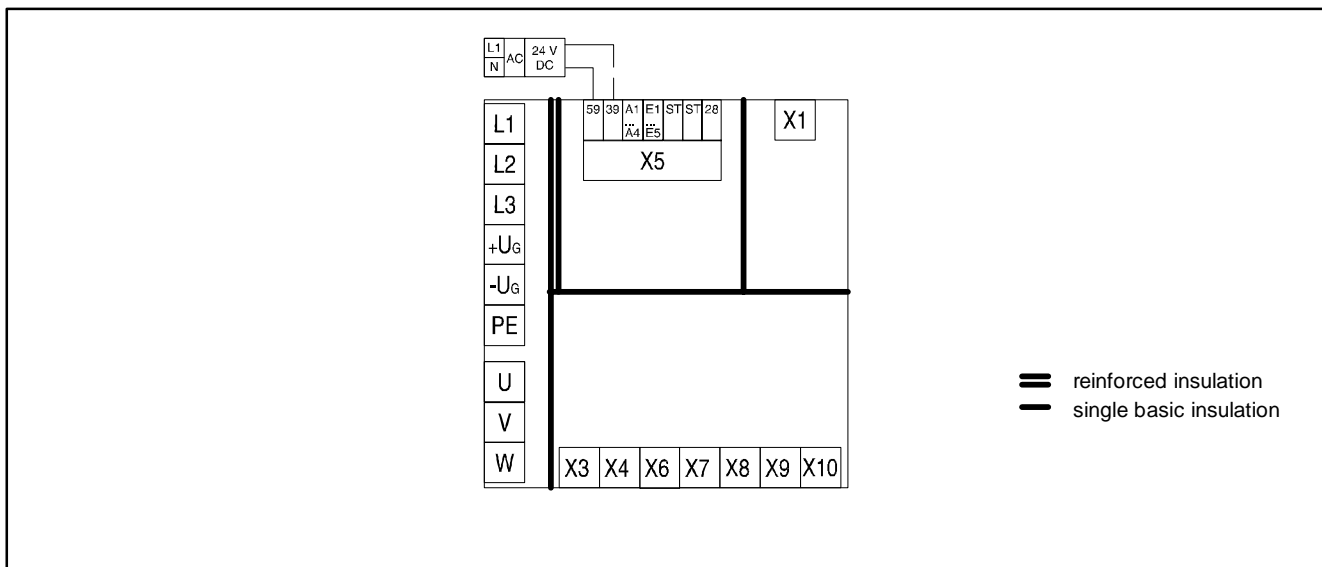 L1 AC 24 V
N DC
59 39 A1 E1 ST ST 28
... ...
A4 E5
X5
X1
L1
L2
L3
+UG
-UG
PE
U
V
W
X3 X4 X6 X7 X8 X9 X10
reinforced insulation
single basic insulation